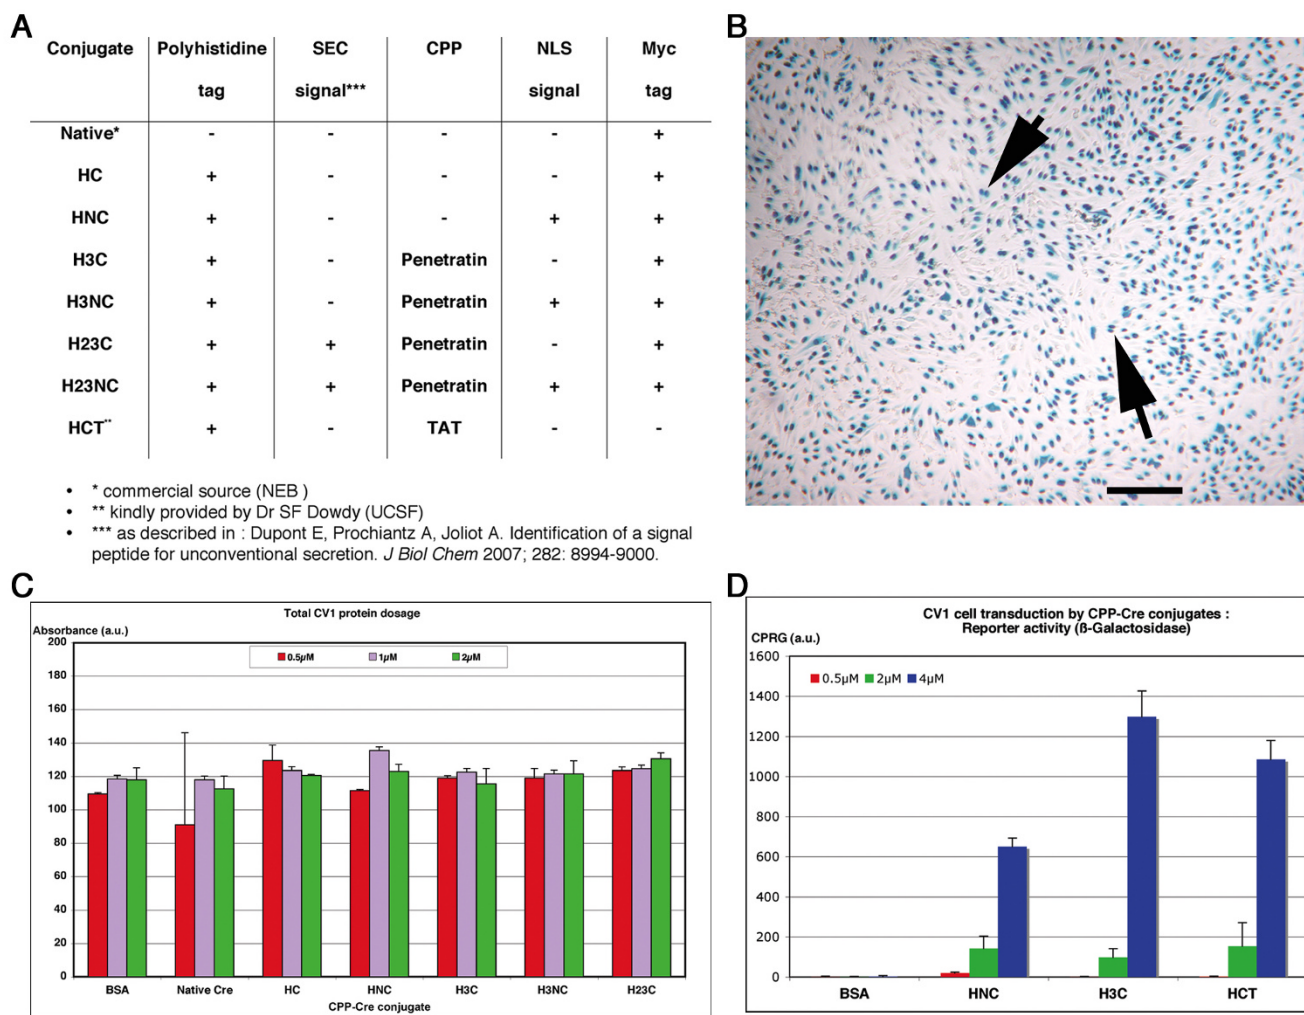 A
Conjugate Polyhistidine SEC CPP NLS Myc
tag signal*** signal tag
Native* - - - - +
HC + - - - +
HNC + - - + +
H3C + - Penetratin - +
H3NC + - Penetratin + +
H23C + + Penetratin - +
H23NC + + Penetratin + +
HCT** + - TAT - -
• * commercial source (NEB )
• ** kindly provided by Dr SF Dowdy (UCSF)
• *** as described in : Dupont E, Prochiantz A, Joliot A. Identification of a signal
peptide for unconventional secretion. J Biol Chem 2007; 282: 8994-9000.
B
C
Total CV1 protein dosage
Absorbance (a.u.)
200
180
160
140
120
100
80
60
40
20
0
0.5µM 1µM 2µM
BSA Native Cre HC HNC H3C H3NC H23C
CPP-Cre conjugate
D
CV1 cell transduction by CPP-Cre conjugates :
Reporter activity (ß-Galactosidase)
CPRG (a.u.)
1600
1400
1200
1000
800
600
400
200
0
0.5µM 2µM 4µM
BSA HNC H3C HCT